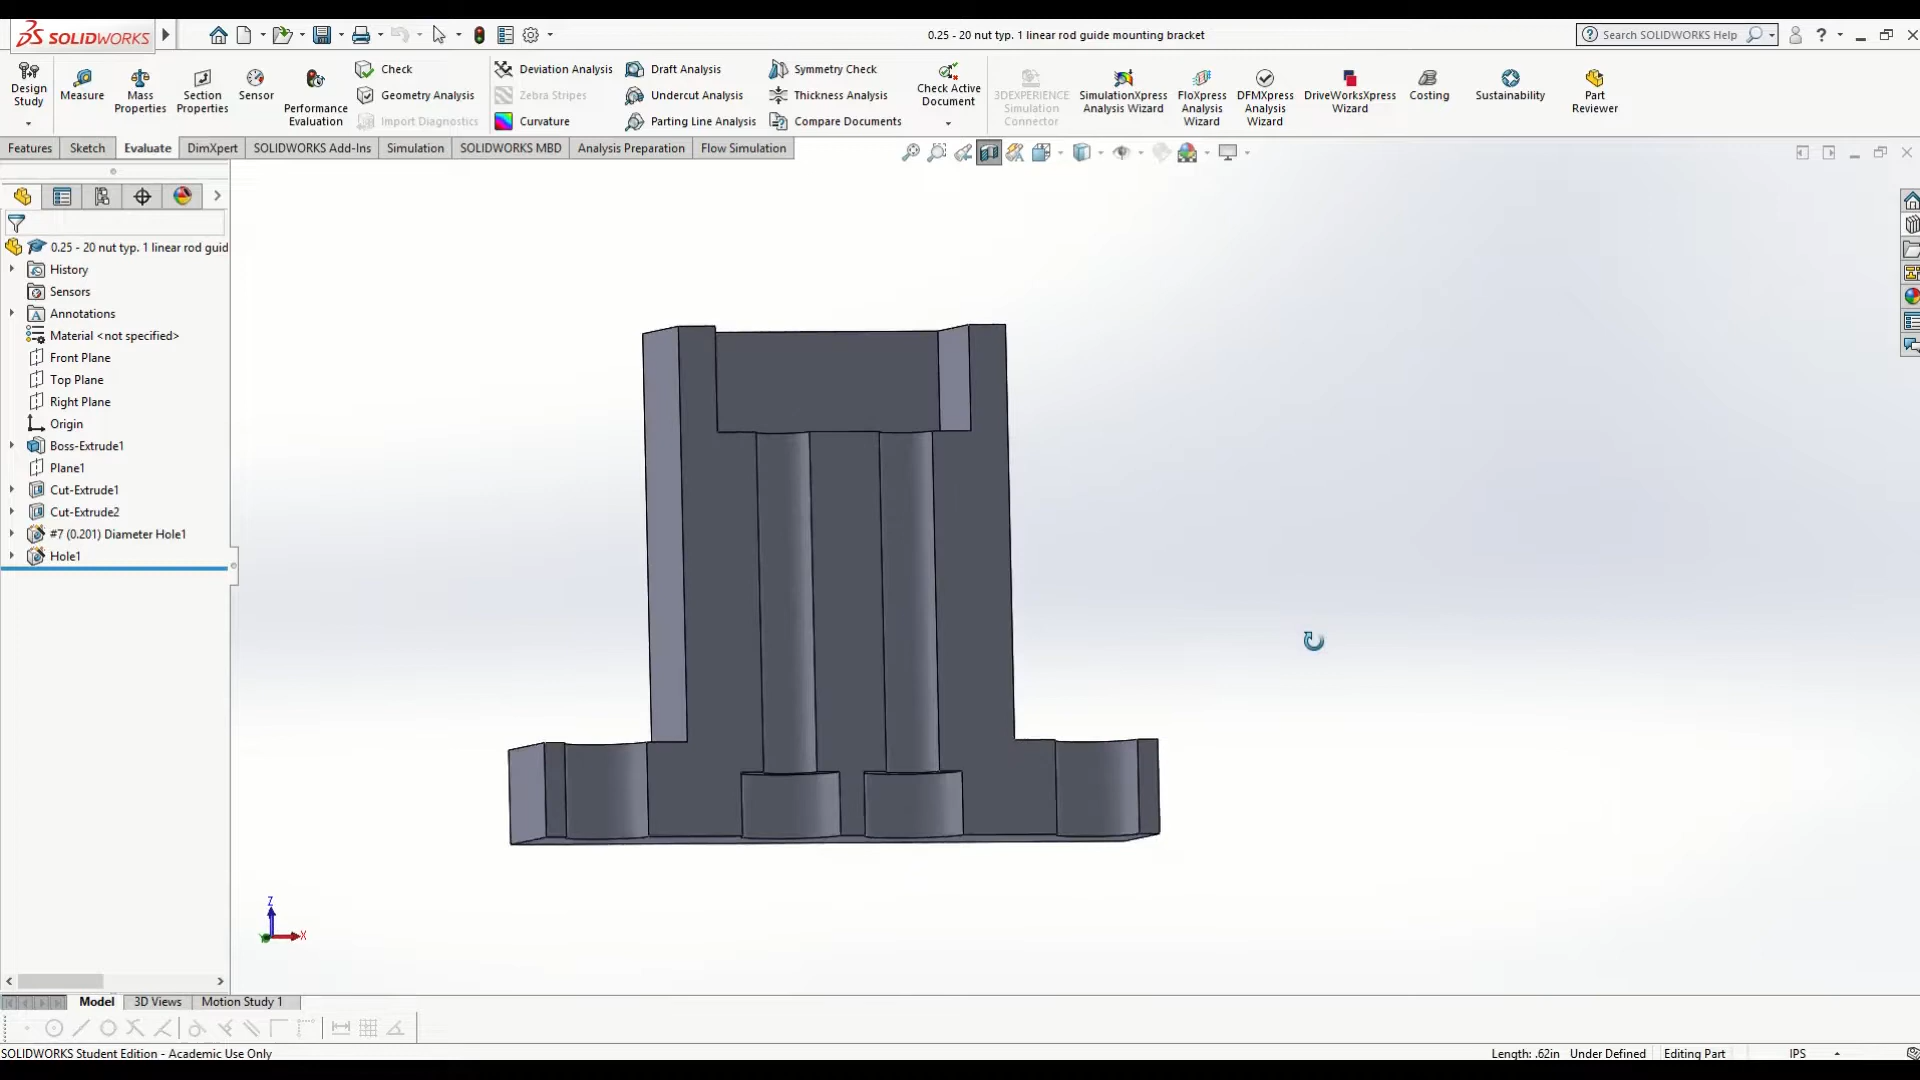 SOLIDWORKS
0.25 - 20 nut typ. 1 linear rod guide mounting bracket
Search SOLIDWORKS Help
Design Study
Measure
Mass Properties
Section Properties
Sensor
Performance Evaluation
Check
Geometry Analysis
Import Diagnostics
Deviation Analysis
Zebra Stripes
Curvature
Draft Analysis
Undercut Analysis
Parting Line Analysis
Symmetry Check
Thickness Analysis
Compare Documents
Check Active Document
3DEXPERIENCE Simulation Connector
SimulationXpress Analysis Wizard
FloXpress Analysis Wizard
DFMXpress Analysis Wizard
DriveWorksXpress Wizard
Costing
Sustainability
Part Reviewer
Features
Sketch
Evaluate
DimXpert
SOLIDWORKS Add-Ins
Simulation
SOLIDWORKS MBD
Analysis Preparation
Flow Simulation
0.25 - 20 nut typ. 1 linear rod guid
History
Sensors
Annotations
Material <not specified>
Front Plane
Top Plane
Right Plane
Origin
Boss-Extrude1
Plane1
Cut-Extrude1
Cut-Extrude2
#7 (0.201) Diameter Hole1
Hole1
Z
X
Model
3D Views
Motion Study 1
SOLIDWORKS Student Edition - Academic Use Only
Length: .62in
Under Defined
Editing Part
IPS